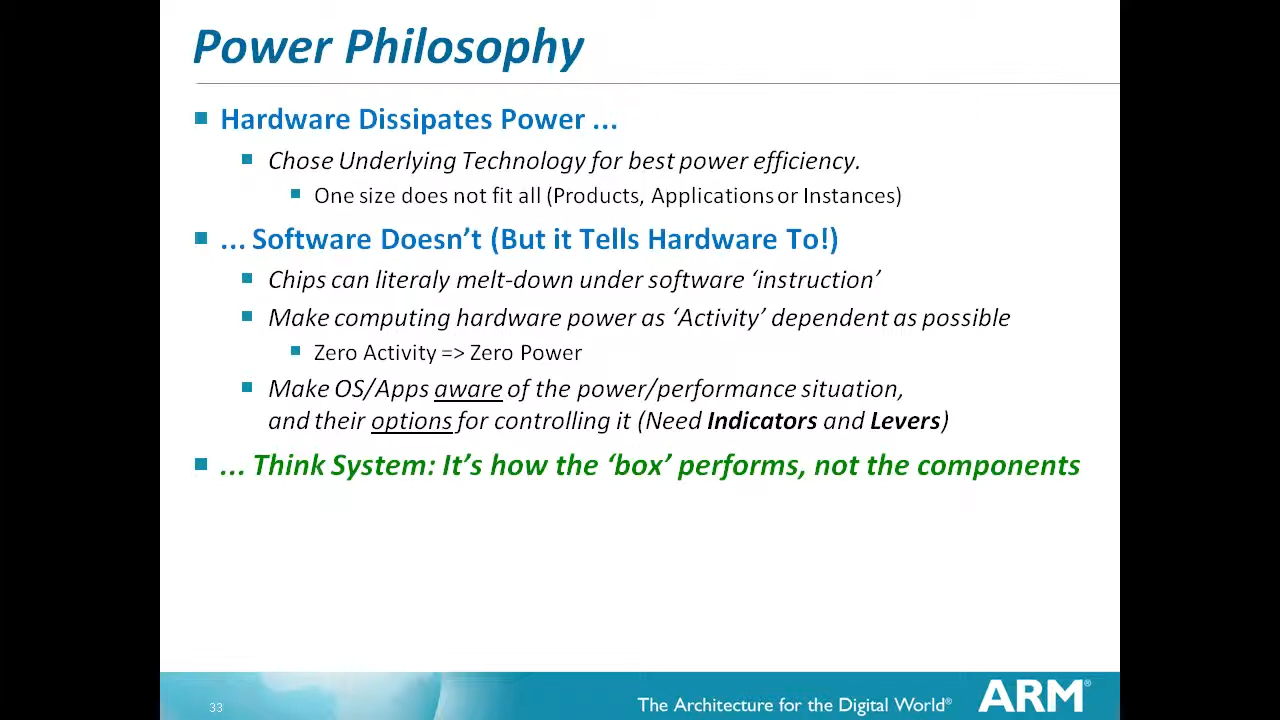 Power Philosophy
Hardware Dissipates Power ...
Chose Underlying Technology for best power efficiency.
One size does not fit all (Products, Applications or Instances)
... Software Doesn’t (But it Tells Hardware To!)
Chips can literaly melt-down under software ‘instruction’
Make computing hardware power as ‘Activity’ dependent as possible
Zero Activity => Zero Power
Make OS/Apps aware of the power/performance situation,
and their options for controlling it (Need Indicators and Levers)
... Think System: It’s how the ‘box’ performs, not the components
33
The Architecture for the Digital World®
ARM®